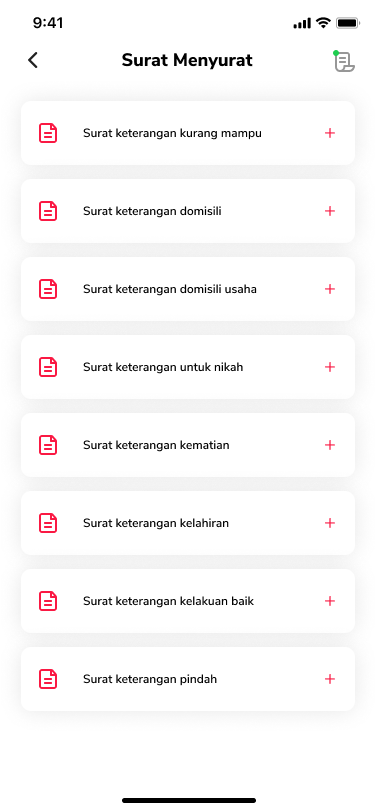 9:41
Surat Menyurat
Surat keterangan kurang mampu
Surat keterangan domisili
Surat keterangan domisili usaha
Surat keterangan untuk nikah
Surat keterangan kematian
Surat keterangan kelahiran
Surat keterangan kelakuan baik
Surat keterangan pindah